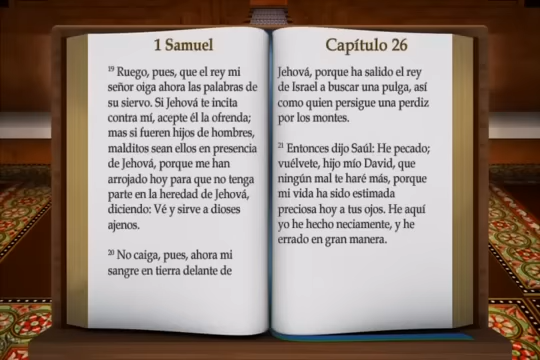 1 Samuel
19 Ruego, pues, que el rey mi
señor oiga ahora las palabras de
su siervo. Si Jehová te incita
contra mí, acepte él la ofrenda;
mas si fueren hijos de hombres,
malditos sean ellos en presencia
de Jehová, porque me han
arrojado hoy para que no tenga
parte en la heredad de Jehová,
diciendo: Vé y sirve a dioses
ajenos.
20 No caiga, pues, ahora mi
sangre en tierra delante de
Capítulo 26
Jehová, porque ha salido el rey
de Israel a buscar una pulga, así
como quien persigue una perdiz
por los montes.
21 Entonces dijo Saúl: He pecado;
vuélvete, hijo mío David, que
ningún mal te haré más, porque
mi vida ha sido estimada
preciosa hoy a tus ojos. He aquí
yo he hecho neciamente, y he
errado en gran manera.